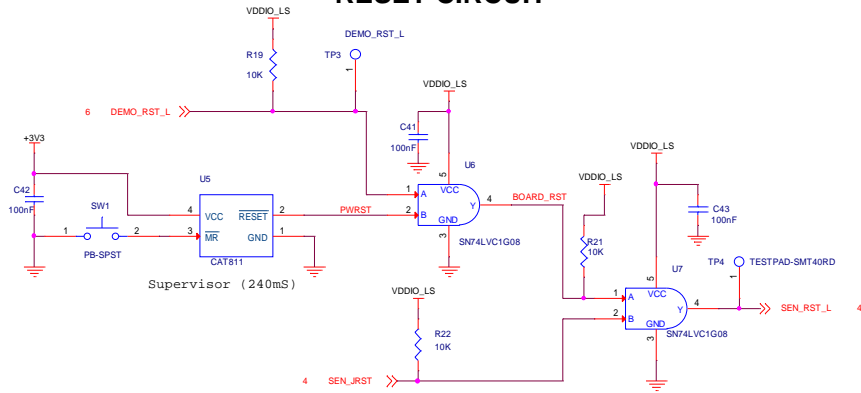 VDDIO_LS
DEMO_RST_L
R19
10K
TP3
1
VDDIO_LS
6 DEMO_RST_L
C41
100nF
VDDIO_LS
+3V3
U5
5
U6
VDDIO_LS
C42
100nF
SW1
4 VCC RESET 2
PWRST
1 A VCC
2 B Y 4
BOARD_RST
C43
100nF
1 2
3 MR GND 1
GND
3
SN74LVC1G08
R21
10K
PB-SPST
CAT811
U7
TP4 TESTPAD-SMT40RD
1
Supervisor (240mS)
VDDIO_LS
5
1 A VCC
2 B Y 4
SEN_RST_L 4
GND
3
SN74LVC1G08
R22
10K
4 SEN_JRST